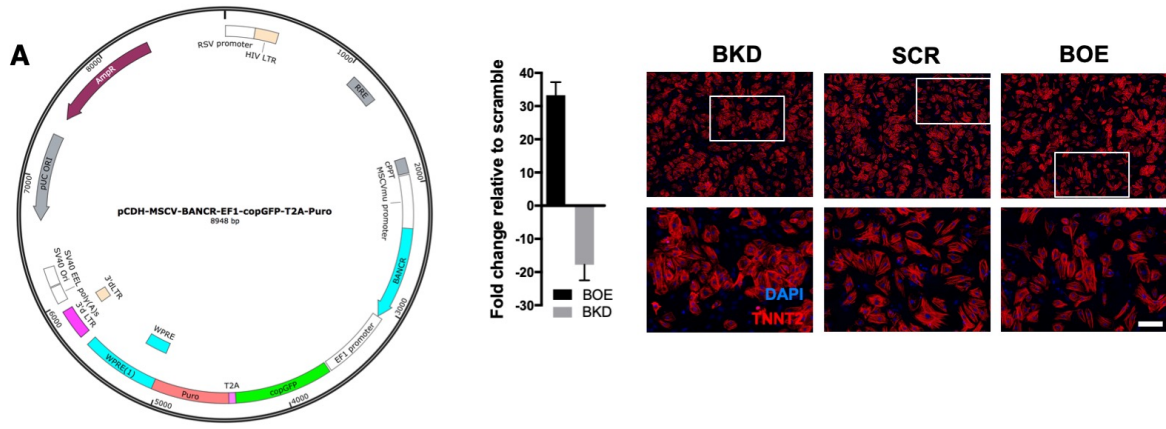 A
RSV promoter
HIV LTR
1000
RRE
cPPT
2000
MSCVmu promoter
BANCR
3000
EF1 promoter
4000
copGFP
T2A
Puro
5000
WPRE(1)
WPRE
3'd LTR
6000
3'dLTR
SV40 EEL poly(A)s
SV40 Ori
pUC ORI
7000
AmpR
8000
pCDH-MSCV-BANCR-EF1-copGFP-T2A-Puro
8948 bp
Fold change relative to scramble
40
30
20
10
0
-10
-20
-30
BOE
BKD
BKD SCR BOE
DAPI
TNNT2